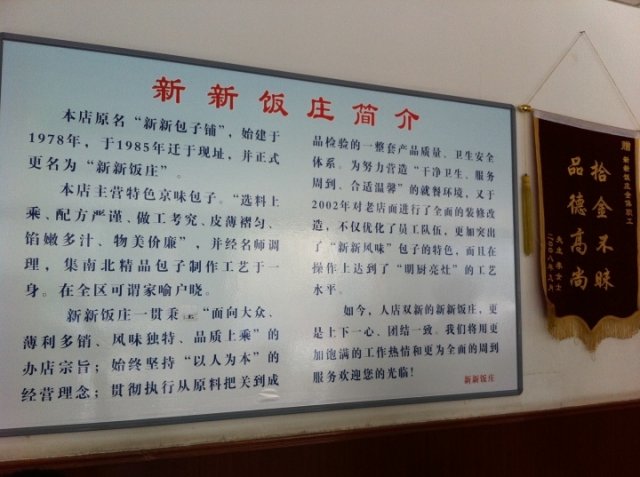 新新饭庄简介
本店原名“新新包子铺”，始建于
1978年，于1985年迁于现址，并正式
更名为“新新饭庄”。
本店主营特色京味包子。“选料上
乘、配方严谨、做工考究、皮薄褶匀、
馅嫩多汁、物美价廉”，并经名师调
理，集南北精品包子制作工艺于一
身。在全区可谓家喻户晓。
新新饭庄一贯秉 “面向大众、
薄利多销、风味独特、品质上乘”的
办店宗旨；始终坚持“以人为本”的
经营理念；贯彻执行从原料把关到成
品检验的一整套产品质量、卫生安全
体系。为努力营造“干净卫生、服务
周到、合适温馨”的就餐环境，又于
2002年对老店面进行了全面的装修改
造，不仅优化了员工队伍，更加突出
了“新新风味”包子的特色，而且在
操作上达到了“明厨亮灶”的工艺
水平。
如今，人店双新的新新饭庄，更
是上下一心、团结一致。我们将用更
加饱满的工作热情和更为全面的周到
服务欢迎您的光临！
新新饭庄
赠 新新饭庄全体职工
拾金不昧
品德高尚
二〇〇八年八月